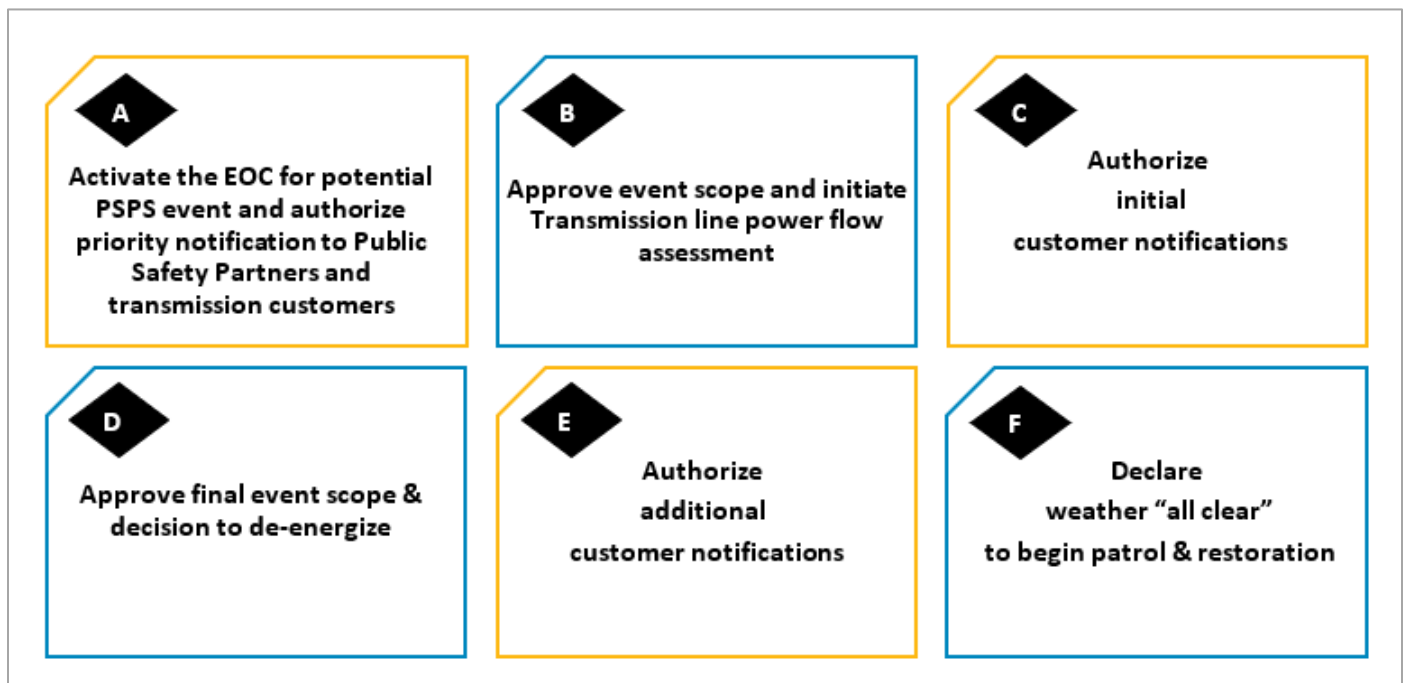 A
Activate the EOC for potential
PSPS event and authorize
priority notification to Public
Safety Partners and
transmission customers
B
Approve event scope and initiate
Transmission line power flow
assessment
C
Authorize
initial
customer notifications
D
Approve final event scope &
decision to de-energize
E
Authorize
additional
customer notifications
F
Declare
weather “all clear”
to begin patrol & restoration